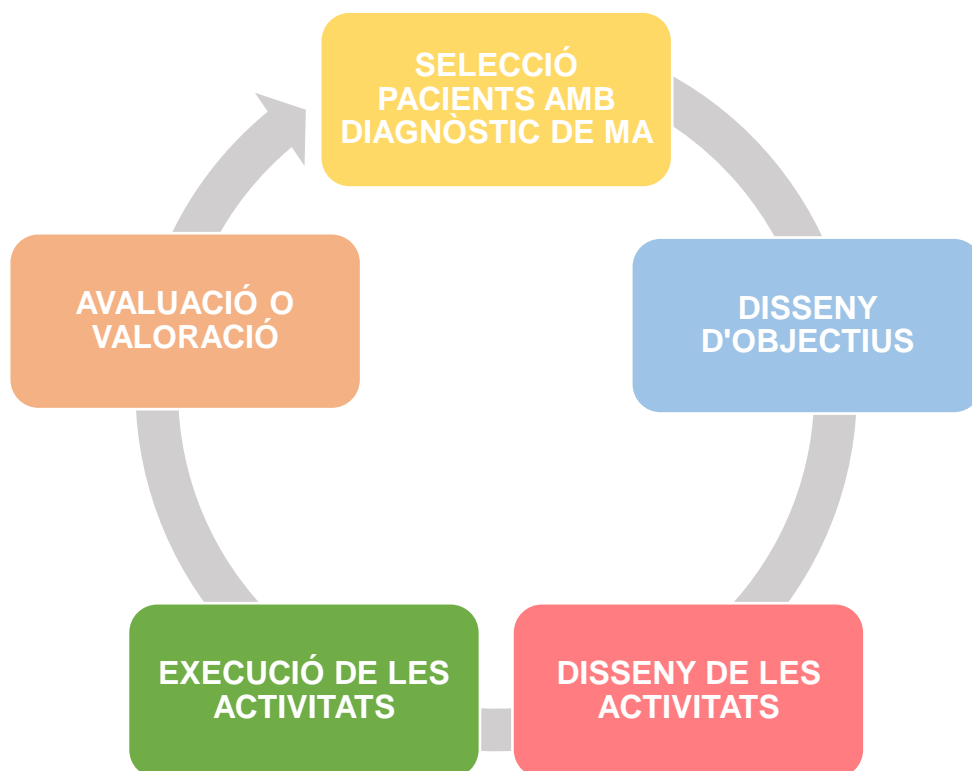 SELECCIÓ
PACIENTS AMB
DIAGNÒSTIC DE MA
DISSENY
D'OBJECTIUS
DISSENY DE LES
ACTIVITATS
EXECUCIÓ DE LES
ACTIVITATS
AVALUACIÓ O
VALORACIÓ